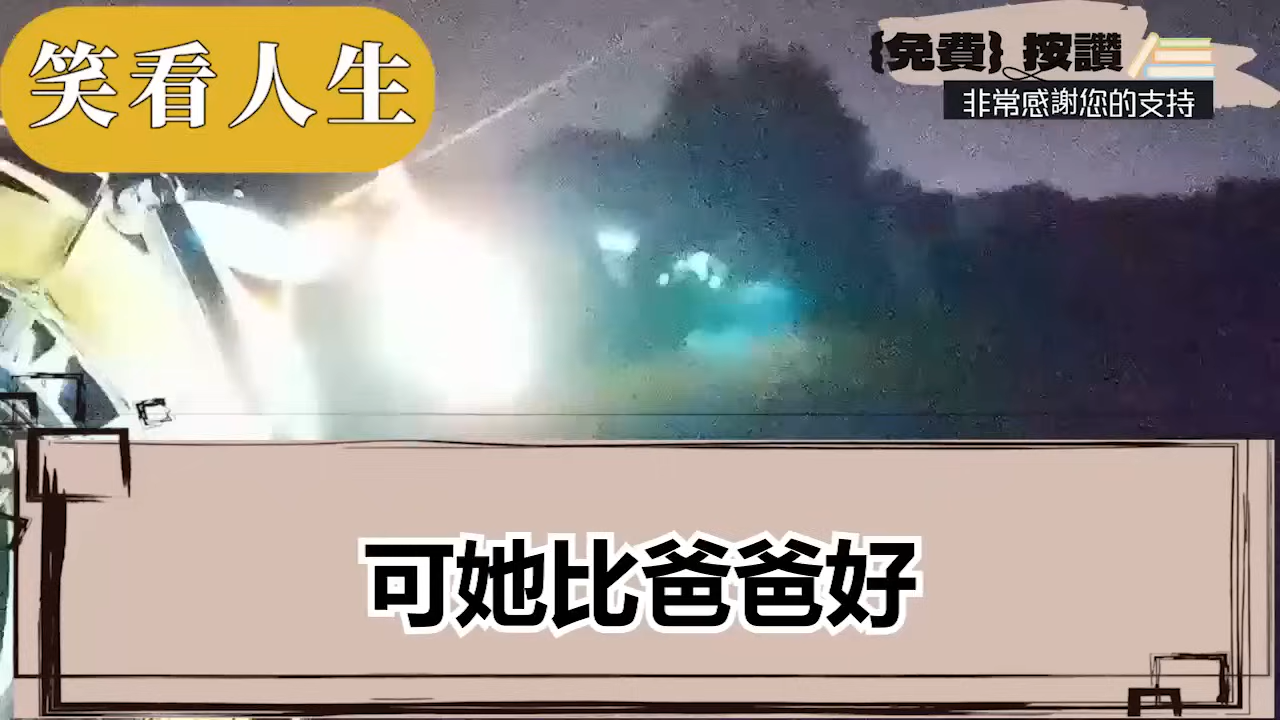 笑看人生
{免費} 按讚
非常感謝您的支持
可她比爸爸好